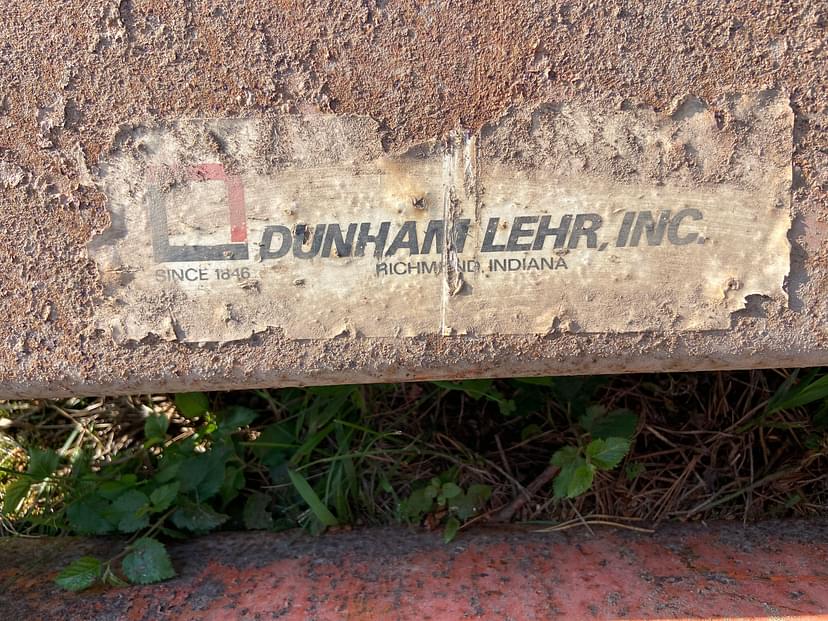 DUNHAM LEHR, INC.
SINCE 1846
RICHMOND, INDIANA